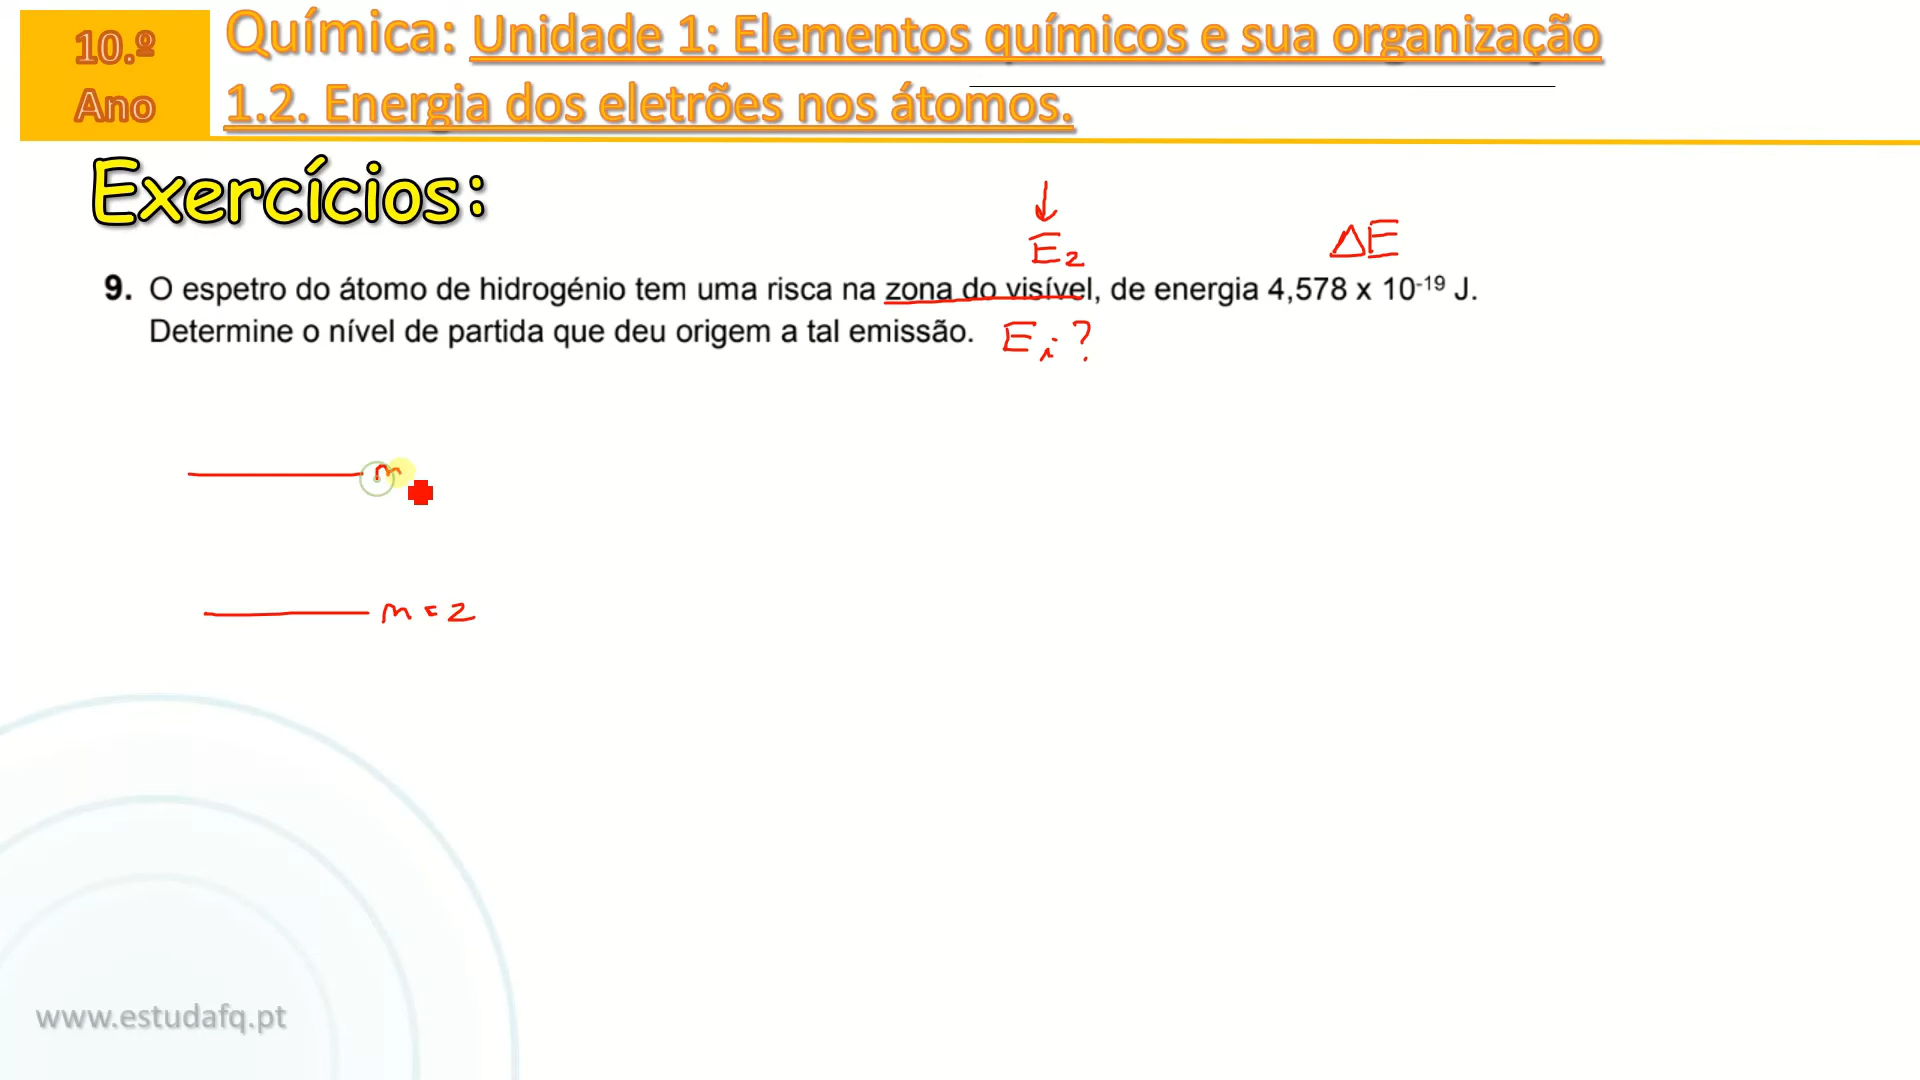 10.º
Ano
Química: Unidade 1: Elementos químicos e sua organização
1.2. Energia dos eletrões nos átomos.
Exercícios:
↓
E₂
ΔE
9. O espetro do átomo de hidrogénio tem uma risca na zona do visível, de energia 4,578 x 10⁻¹⁹ J.
Determine o nível de partida que deu origem a tal emissão. Ei ?
n
n = 2
www.estudafq.pt